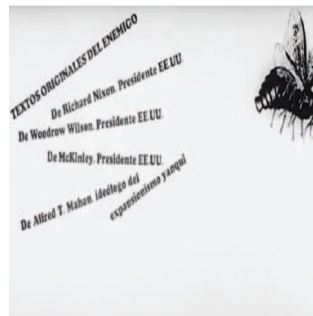 TEXTOS ORIGINALES DEL ENEMIGO
De Richard Nixon. Presidente EE.UU.
De Woodrow Wilson. Presidente EE.UU.
De McKinley. Presidente EE.UU.
De Alfred T. Mahan. ideólogo del
expansionismo yanqui